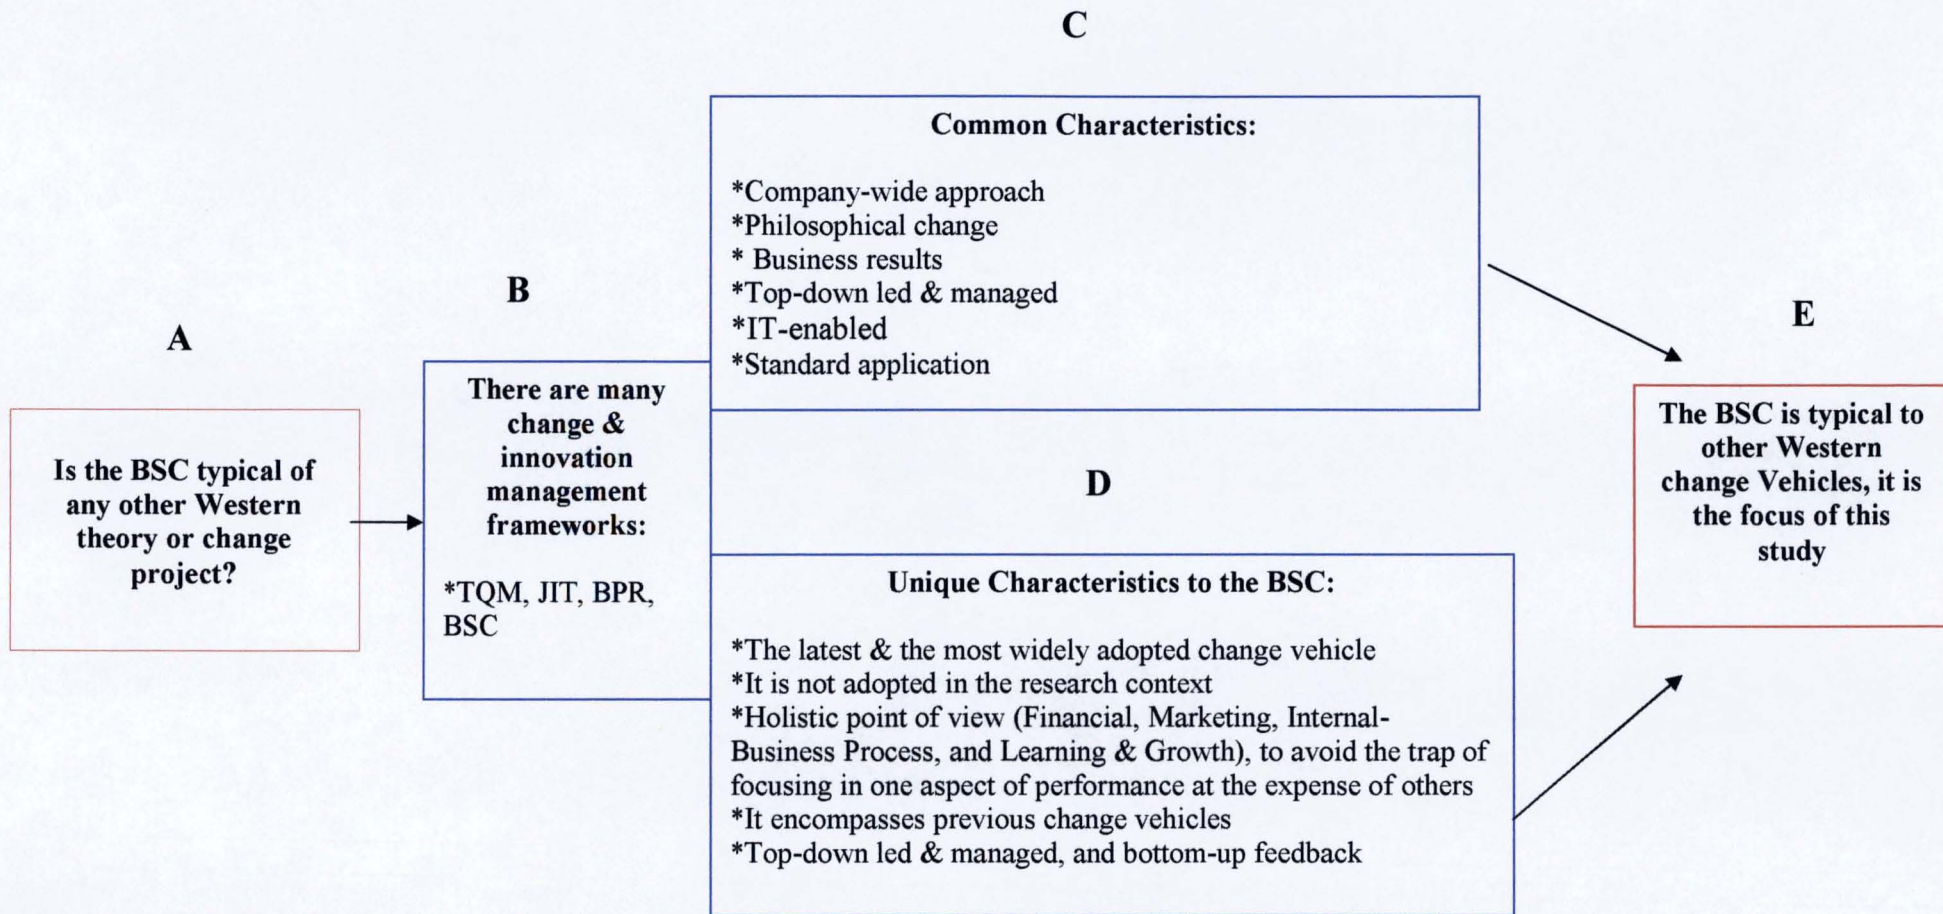 A
Is the BSC typical of
any other Western
theory or change
project?
B
There are many
change &
innovation
management
frameworks:
*TQM, JIT, BPR,
BSC
C
Common Characteristics:
*Company-wide approach
*Philosophical change
* Business results
*Top-down led & managed
*IT-enabled
*Standard application
D
Unique Characteristics to the BSC:
*The latest & the most widely adopted change vehicle
*It is not adopted in the research context
*Holistic point of view (Financial, Marketing, Internal-
Business Process, and Learning & Growth), to avoid the trap of
focusing in one aspect of performance at the expense of others
*It encompasses previous change vehicles
*Top-down led & managed, and bottom-up feedback
E
The BSC is typical to
other Western
change Vehicles, it is
the focus of this
study